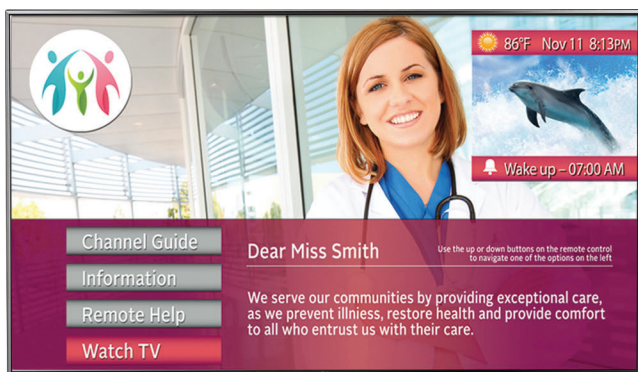 86°F Nov 11 8:13PM
Wake up – 07:00 AM
Channel Guide
Information
Remote Help
Watch TV
Dear Miss Smith
Use the up or down buttons on the remote control
to navigate one of the options on the left
We serve our communities by providing exceptional care,
as we prevent illniess, restore health and provide comfort
to all who entrust us with their care.